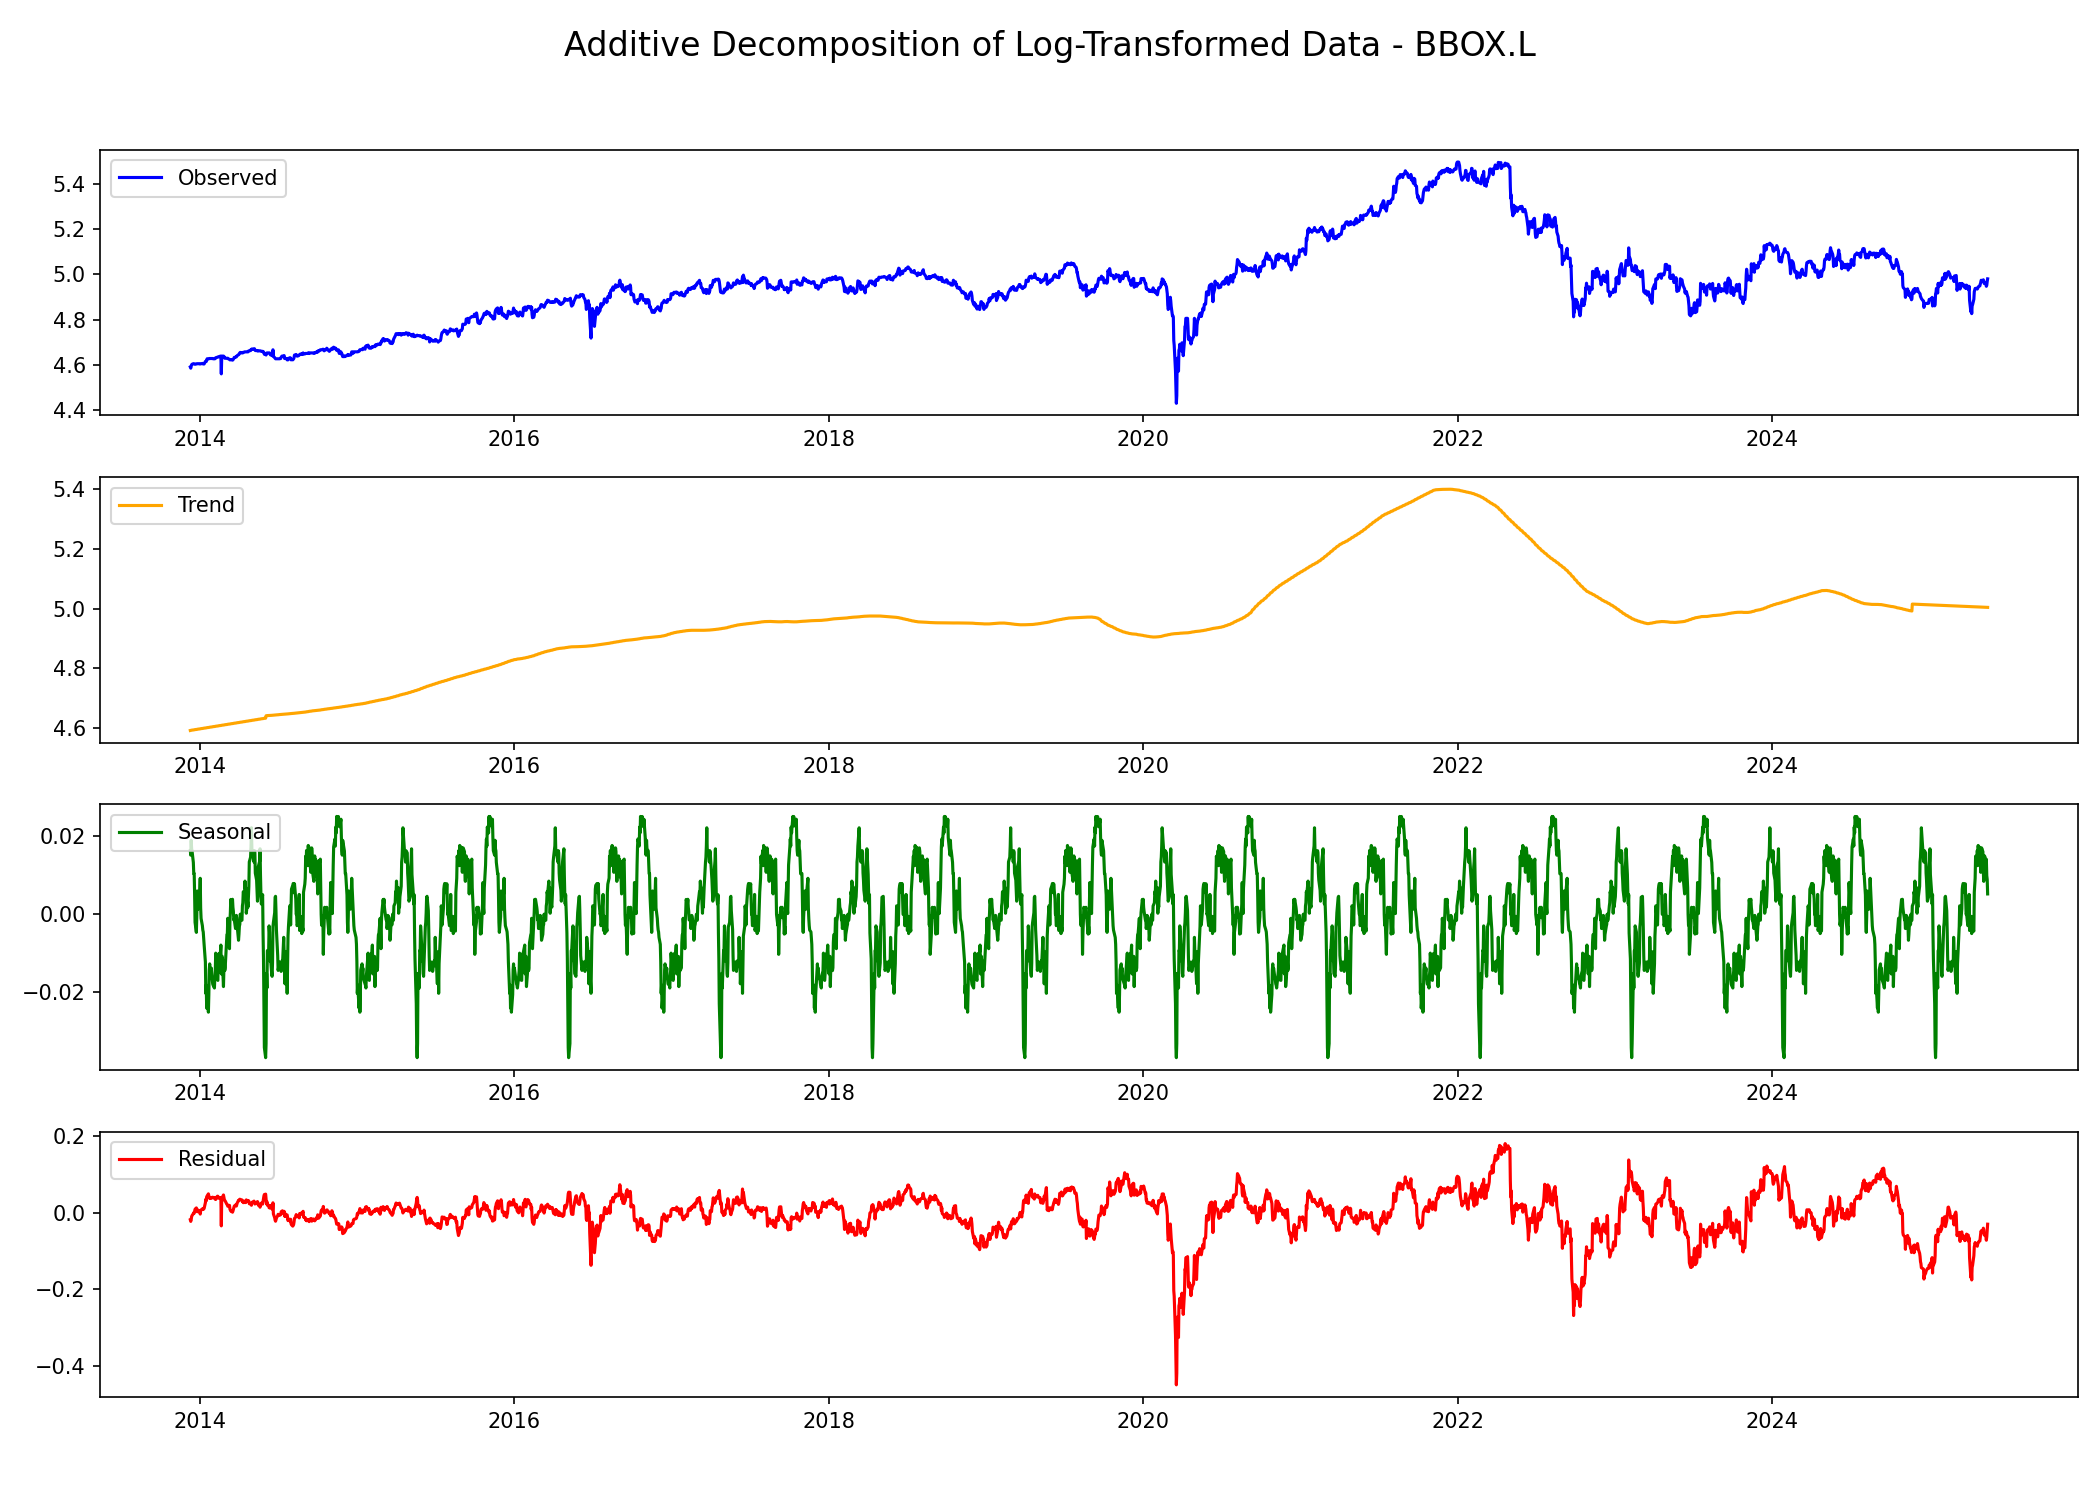 Additive Decomposition of Log-Transformed Data - BBOX.L
Observed
5.4
5.2
5.0
4.8
4.6
4.4
2014 2016 2018 2020 2022 2024
Trend
5.4
5.2
5.0
4.8
4.6
2014 2016 2018 2020 2022 2024
Seasonal
0.02
0.00
−0.02
2014 2016 2018 2020 2022 2024
Residual
0.2
0.0
−0.2
−0.4
2014 2016 2018 2020 2022 2024